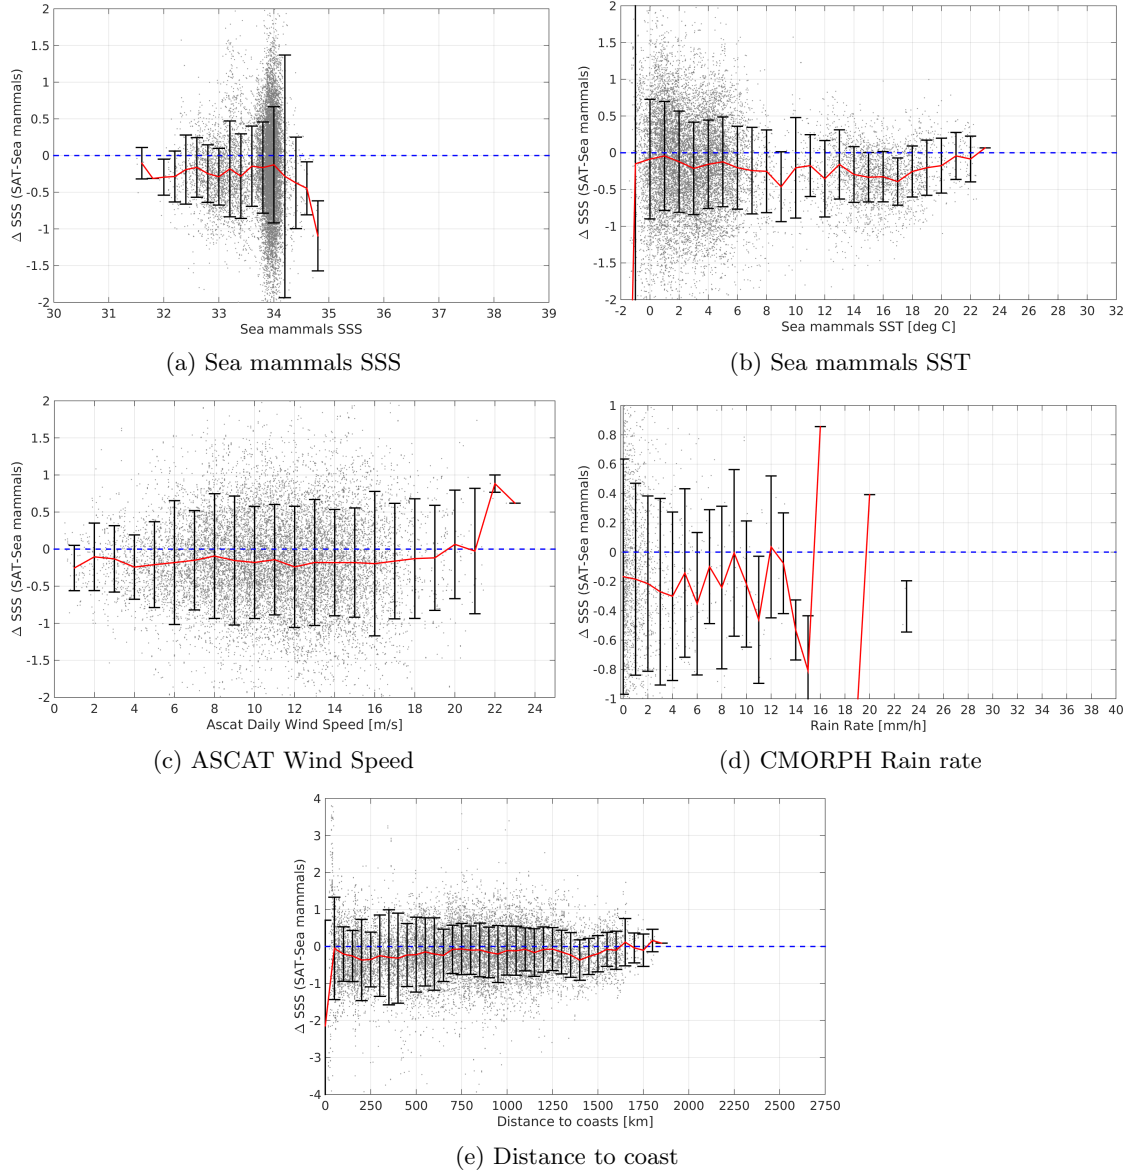 2
1.5
1
0.5
0
-0.5
-1
-1.5
-2
Δ SSS (SAT-Sea mammals)
30 31 32 33 34 35 36 37 38 39
Sea mammals SSS
(a) Sea mammals SSS
2
1.5
1
0.5
0
-0.5
-1
-1.5
-2
Δ SSS (SAT-Sea mammals)
-2 0 2 4 6 8 10 12 14 16 18 20 22 24 26 28 30 32
Sea mammals SST [deg C]
(b) Sea mammals SST
2
1.5
1
0.5
0
-0.5
-1
-1.5
-2
Δ SSS (SAT-Sea mammals)
0 2 4 6 8 10 12 14 16 18 20 22 24
Ascat Daily Wind Speed [m/s]
(c) ASCAT Wind Speed
1
0.8
0.6
0.4
0.2
0
-0.2
-0.4
-0.6
-0.8
-1
Δ SSS (SAT-Sea mammals)
0 2 4 6 8 10 12 14 16 18 20 22 24 26 28 30 32 34 36 38 40
Rain Rate [mm/h]
(d) CMORPH Rain rate
4
3
2
1
0
-1
-2
-3
-4
Δ SSS (SAT-Sea mammals)
0 250 500 750 1000 1250 1500 1750 2000 2250 2500 2750
Distance to coasts [km]
(e) Distance to coast